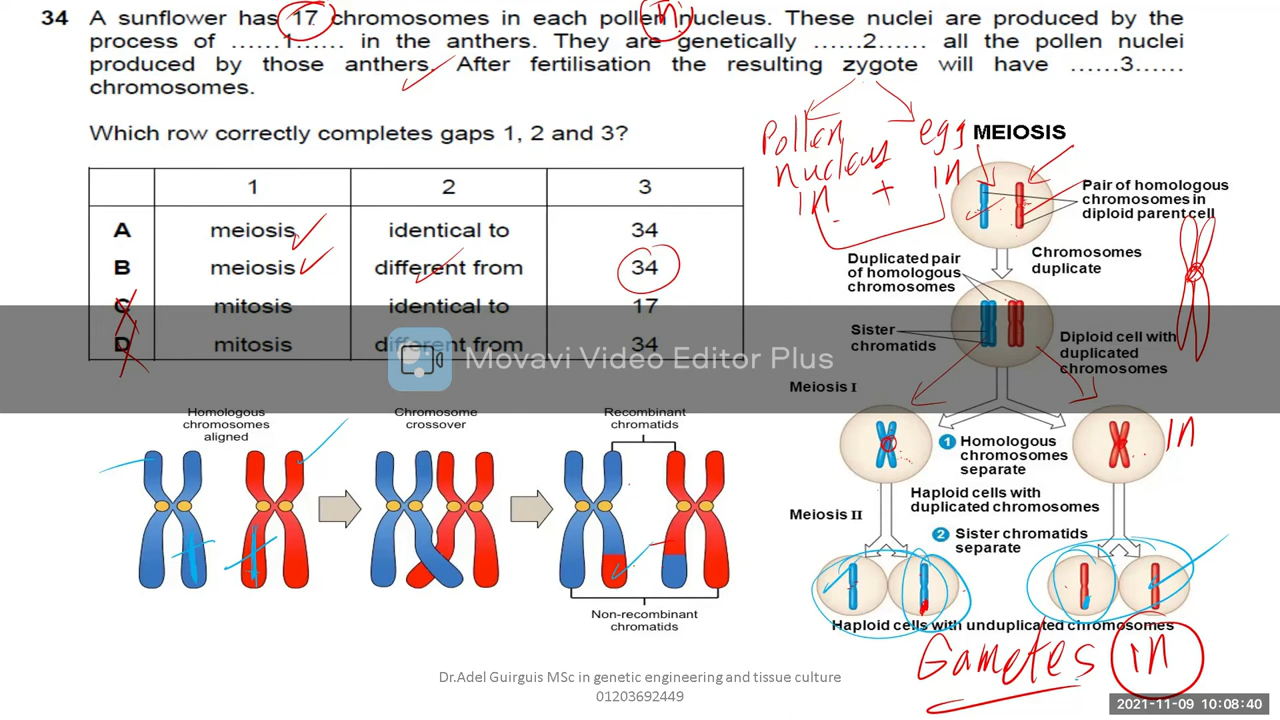 34 A sunflower has 17 chromosomes in each pollen nucleus. These nuclei are produced by the
n
process of ......1...... in the anthers. They are genetically ......2...... all the pollen nuclei
produced by those anthers. After fertilisation the resulting zygote will have ......3......
chromosomes.
Which row correctly completes gaps 1, 2 and 3?
1 2 3
A meiosis identical to 34
B meiosis different from 34
C mitosis identical to 17
D mitosis different from 34
Pollen
nucleus
1n
+
egg
1n
MEIOSIS
Pair of homologous
chromosomes in
diploid parent cell
Chromosomes
duplicate
Duplicated pair
of homologous
chromosomes
Sister
chromatids
Diploid cell with
duplicated
chromosomes
Movavi Video Editor Plus
Meiosis I
1 Homologous
chromosomes
separate
1n
Haploid cells with
duplicated chromosomes
Meiosis II
2 Sister chromatids
separate
Haploid cells with unduplicated chromosomes
Gametes 1n
Homologous
chromosomes
aligned
Chromosome
crossover
Recombinant
chromatids
Non-recombinant
chromatids
Dr.Adel Guirguis MSc in genetic engineering and tissue culture
01203692449
2021-11-09 10:08:40